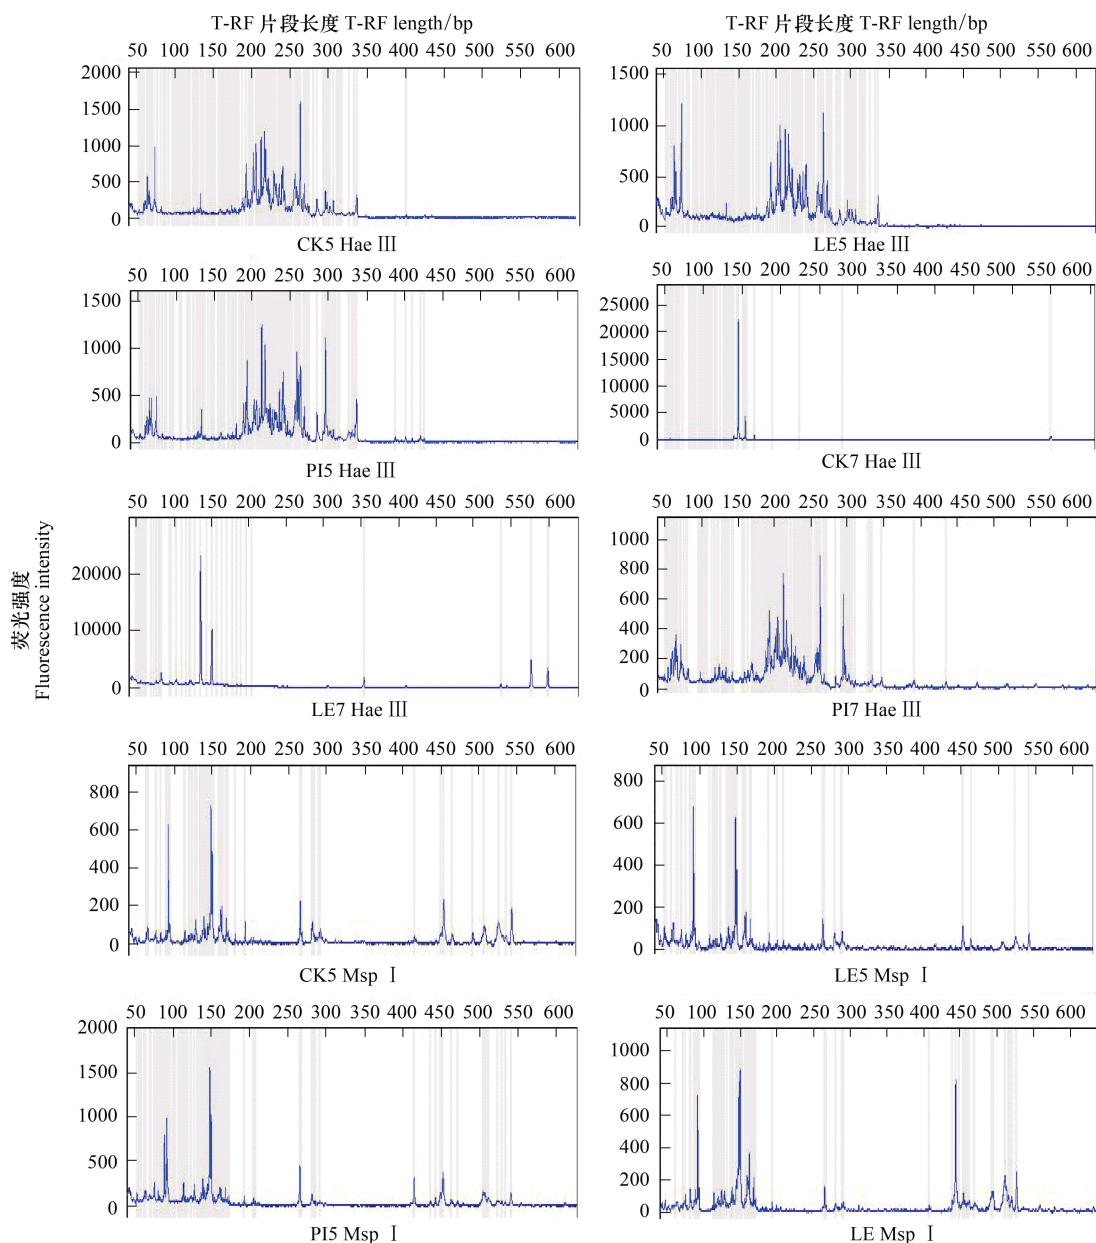 T-RF 片段长度 T-RF length/bp
50 100 150 200 250 300 350 400 450 500 550 600
2000
1500
1000
500
0
CK5 Hae Ⅲ
T-RF 片段长度 T-RF length/bp
50 100 150 200 250 300 350 400 450 500 550 600
1500
1000
500
0
LE5 Hae Ⅲ
50 100 150 200 250 300 350 400 450 500 550 600
1500
1000
500
0
PI5 Hae Ⅲ
50 100 150 200 250 300 350 400 450 500 550 600
25000
20000
15000
10000
5000
0
CK7 Hae Ⅲ
荧光强度
Fluorescence intensity
50 100 150 200 250 300 350 400 450 500 550 600
20000
10000
0
LE7 Hae Ⅲ
50 100 150 200 250 300 350 400 450 500 550 600
1000
800
600
400
200
0
PI7 Hae Ⅲ
50 100 150 200 250 300 350 400 450 500 550 600
800
600
400
200
0
CK5 Msp Ⅰ
50 100 150 200 250 300 350 400 450 500 550 600
800
600
400
200
0
LE5 Msp Ⅰ
50 100 150 200 250 300 350 400 450 500 550 600
2000
1500
1000
500
0
PI5 Msp Ⅰ
50 100 150 200 250 300 350 400 450 500 550 600
1000
800
600
400
200
0
LE Msp Ⅰ